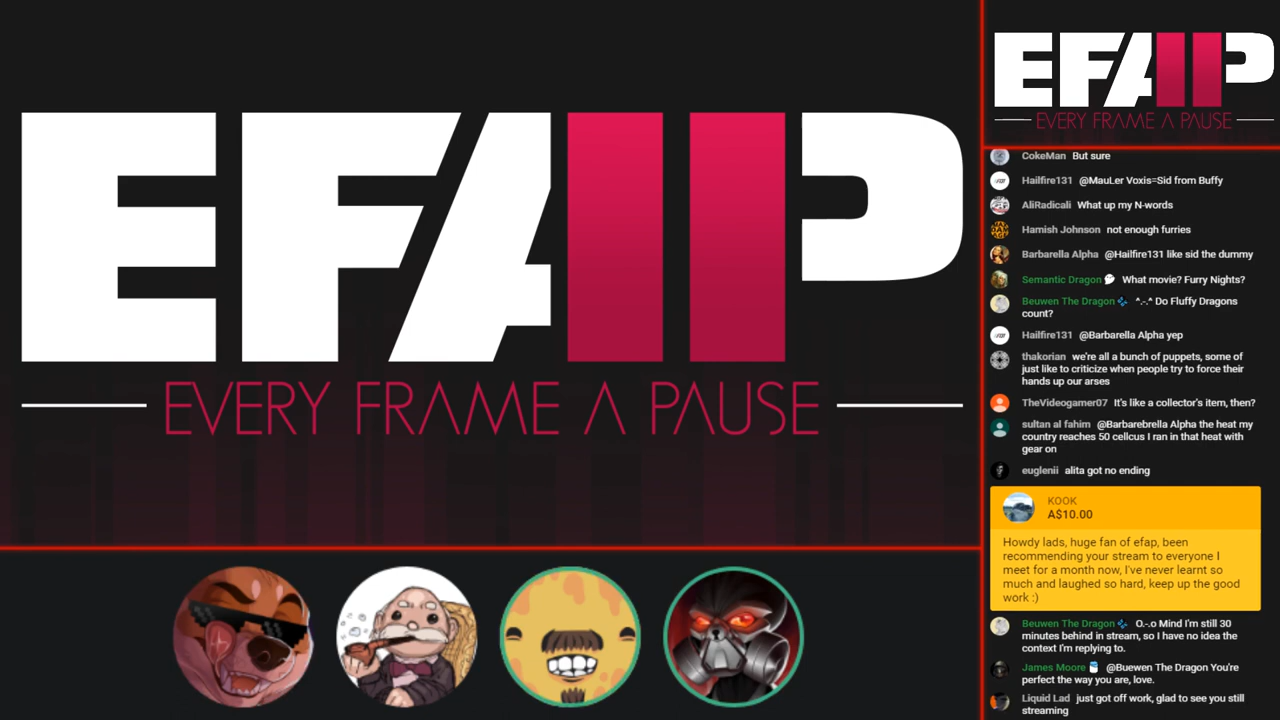 EFAP
EVERY FRAME A PAUSE
EFAP
EVERY FRAME A PAUSE
CokeMan But sure
Hailfire131 @MauLer Voxis=Sid from Buffy
AliRadicali What up my N-words
Hamish Johnson not enough furries
Barbarella Alpha @Hailfire131 like sid the dummy
Semantic Dragon What movie? Furry Nights?
Beuwen The Dragon ^.-.^ Do Fluffy Dragons
count?
Hailfire131 @Barbarella Alpha yep
thakorian we're all a bunch of puppets, some of
just like to criticize when people try to force their
hands up our arses
TheVideogamer07 It's like a collector's item, then?
sultan al fahim @Barbarebrella Alpha the heat my
country reaches 50 cellcus I ran in that heat with
gear on
euglenii alita got no ending
KOOK
A$10.00
Howdy lads, huge fan of efap, been
recommending your stream to everyone I
meet for a month now, I've never learnt so
much and laughed so hard, keep up the good
work :)
Beuwen The Dragon O.-.o Mind I'm still 30
minutes behind in stream, so I have no idea the
context I'm replying to.
James Moore @Buewen The Dragon You're
perfect the way you are, love.
Liquid Lad just got off work, glad to see you still
streaming